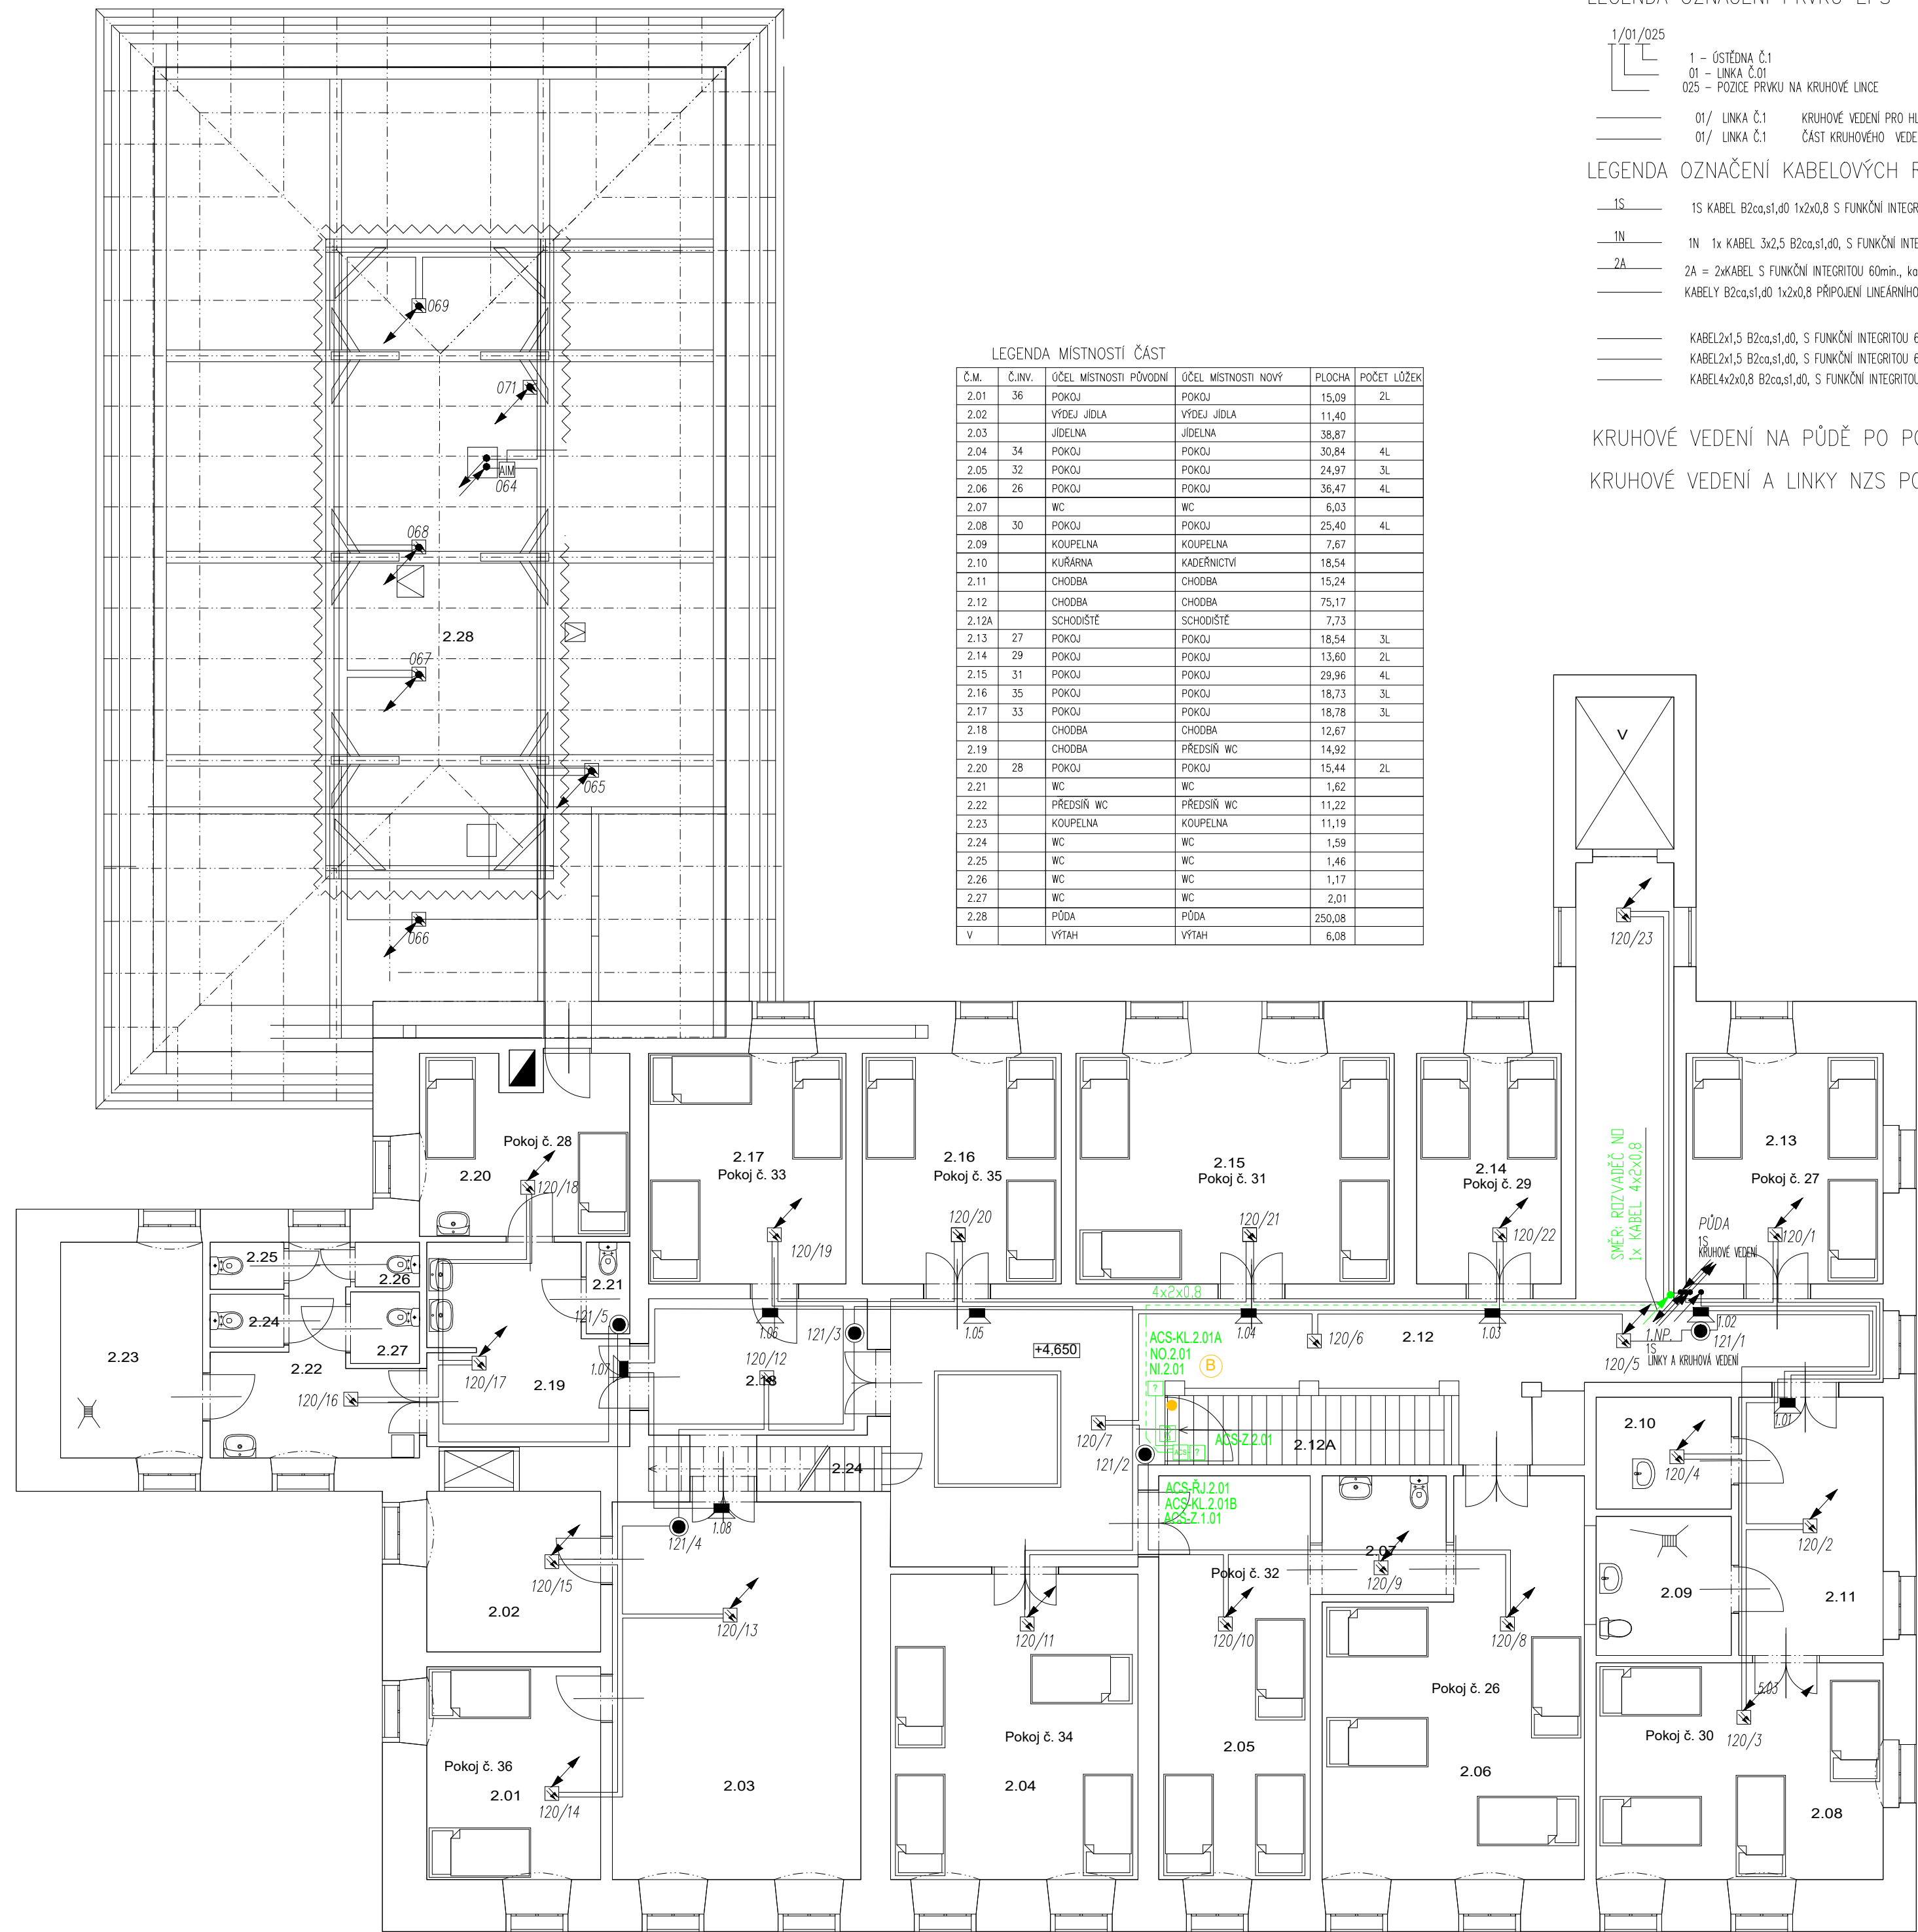 1/01/025
1 – ÚSTĚDNA Č.1
01 – LINKA Č.01
025 – POZICE PRVKU NA KRUHOVÉ LINCE
01/ LINKA Č.1 KRUHOVÉ VEDENÍ PRO
01/ LINKA Č.1 ČÁST KRUHOVÉHO
LEGENDA OZNAČENÍ KABELOVÝCH
1S 1S KABEL B2ca,s1,d0 1x2x0,8 S FUNKČNÍ
1N 1N 1x KABEL 3x2,5 B2ca,s1,d0, S FUNKČNÍ
2A 2A = 2xKABEL S FUNKČNÍ INTEGRITOU 60min.,
KABELY B2ca,s1,d0 1x2x0,8 PŘIPOJENÍ
KABEL2x1,5 B2ca,s1,d0, S FUNKČNÍ INTEGRITOU 6
KABEL2x1,5 B2ca,s1,d0, S FUNKČNÍ INTEGRITOU 6
KABEL4x2x0,8 B2ca,s1,d0, S FUNKČNÍ
KRUHOVÉ VEDENÍ NA PŮDĚ PO
KRUHOVÉ VEDENÍ A LINKY NZS
LEGENDA MÍSTNOSTÍ ČÁST
Č.M. Č.INV. ÚČEL MÍSTNOSTI PŮVODNÍ ÚČEL MÍSTNOSTI NOVÝ PLOCHA POČET LŮŽEK
2.01 36 POKOJ POKOJ 15,09 2L
2.02 VÝDEJ JÍDLA VÝDEJ JÍDLA 11,40
2.03 JÍDELNA JÍDELNA 38,87
2.04 34 POKOJ POKOJ 30,84 4L
2.05 32 POKOJ POKOJ 24,97 3L
2.06 26 POKOJ POKOJ 36,47 4L
2.07 WC WC 6,03
2.08 30 POKOJ POKOJ 25,40 4L
2.09 KOUPELNA KOUPELNA 7,67
2.10 KUŘÁRNA KADEŘNICTVÍ 18,54
2.11 CHODBA CHODBA 15,24
2.12 CHODBA CHODBA 75,17
2.12A SCHODIŠTĚ SCHODIŠTĚ 7,73
2.13 27 POKOJ POKOJ 18,54 3L
2.14 29 POKOJ POKOJ 13,60 2L
2.15 31 POKOJ POKOJ 29,96 4L
2.16 35 POKOJ POKOJ 18,73 3L
2.17 33 POKOJ POKOJ 18,78 3L
2.18 CHODBA CHODBA 12,67
2.19 CHODBA PŘEDSÍŇ WC 14,92
2.20 28 POKOJ POKOJ 15,44 2L
2.21 WC WC 1,62
2.22 PŘEDSÍŇ WC PŘEDSÍŇ WC 11,22
2.23 KOUPELNA KOUPELNA 11,19
2.24 WC WC 1,59
2.25 WC WC 1,46
2.26 WC WC 1,17
2.27 WC WC 2,01
2.28 PŮDA PŮDA 250,08
V VÝTAH VÝTAH 6,08
069
071
AIM
064
068
2.28
067
065
066
V
120/23
Pokoj č. 28
2.20
120/18
2.17
Pokoj č. 33
120/19
2.16
Pokoj č. 35
120/20
2.15
Pokoj č. 31
120/21
2.14
Pokoj č. 29
120/22
SMĚR: ROZVADĚČ NO
1x KABEL 4x2x0,8
2.13
Pokoj č. 27
120/1
PŮDA
1S
KRUHOVÉ VEDENÍ
2.25
2.26
2.24
2.27
2.23
2.22
120/16
2.21
121/5
120/17
2.19
1.07
1.06
121/3
120/12
2.18
1.05
4x2x0,8
1.04
120/6
2.12
1.03
120/5
1.NP.
1S
LINKY A KRUHOVÁ VEDENÍ
1.02
121/1
1.01
+4,650
ACS-KL.2.01A
NO.2.01
NI.2.01
B
?
ACS-Z.2.01
ACS
?
2.12A
120/7
121/2
ACS-ŘJ.2.01
ACS-KL.2.01B
ACS-Z.1.01
2.24
1.08
121/4
2.10
120/4
120/2
2.09
2.11
120/15
2.02
120/13
120/11
Pokoj č. 32
120/10
2.07
120/9
120/8
Pokoj č. 36
2.01
120/14
2.03
Pokoj č. 34
2.04
2.05
Pokoj č. 26
2.06
5.03
Pokoj č. 30
120/3
2.08